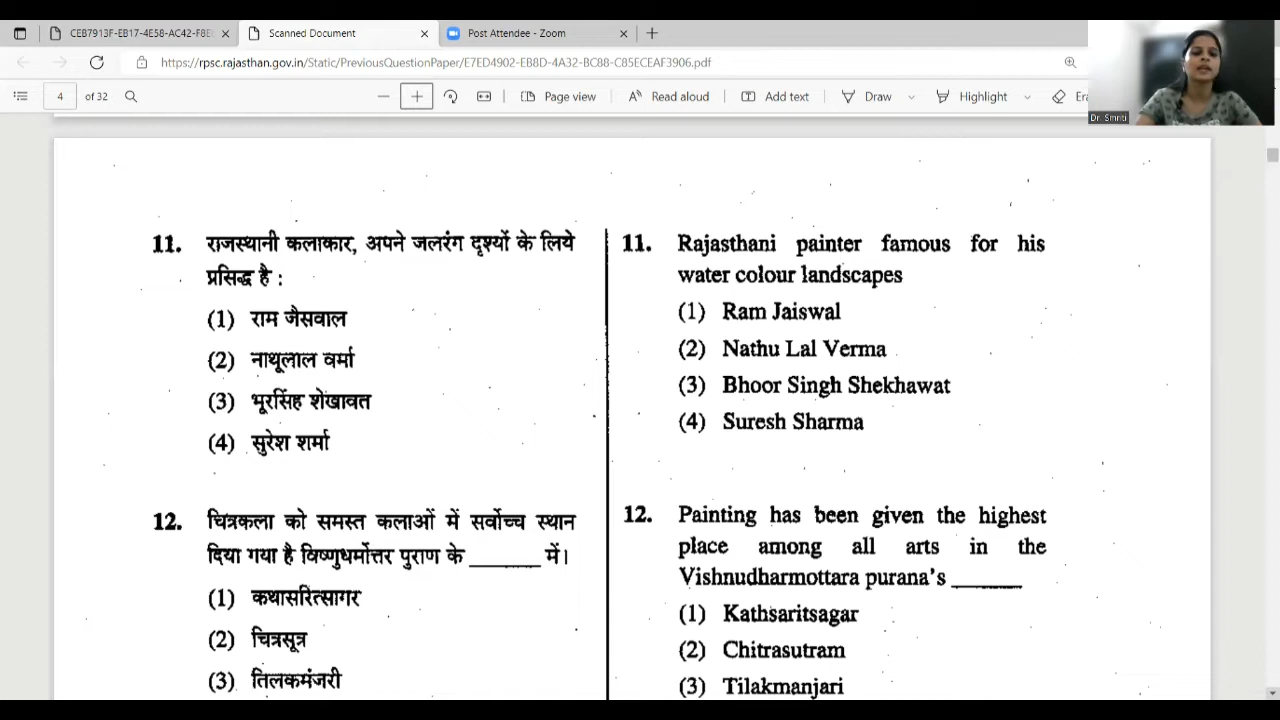 CEB7913F-EB17-4E58-AC42-F8E
Scanned Document
Post Attendee - Zoom
https://rpsc.rajasthan.gov.in/Static/PreviousQuestionPaper/E7ED4902-EB8D-4A32-BC88-C85ECEAF3906.pdf
4 of 32
Page view
Read aloud
Add text
Draw
Highlight
Era
Dr. Smriti
11. राजस्थानी कलाकार, अपने जलरंग दृश्यों के लिये
प्रसिद्ध है :
(1) राम जैसवाल
(2) नाथूलाल वर्मा
(3) भूरसिंह शेखावत
(4) सुरेश शर्मा
12. चित्रकला को समस्त कलाओं में सर्वोच्च स्थान
दिया गया है विष्णुधर्मोत्तर पुराण के ______ में।
(1) कथासरित्सागर
(2) चित्रसूत्र
(3) तिलकमंजरी
11. Rajasthani painter famous for his
water colour landscapes
(1) Ram Jaiswal
(2) Nathu Lal Verma
(3) Bhoor Singh Shekhawat
(4) Suresh Sharma
12. Painting has been given the highest
place among all arts in the
Vishnudharmottara purana's ______
(1) Kathsaritsagar
(2) Chitrasutram
(3) Tilakmanjari